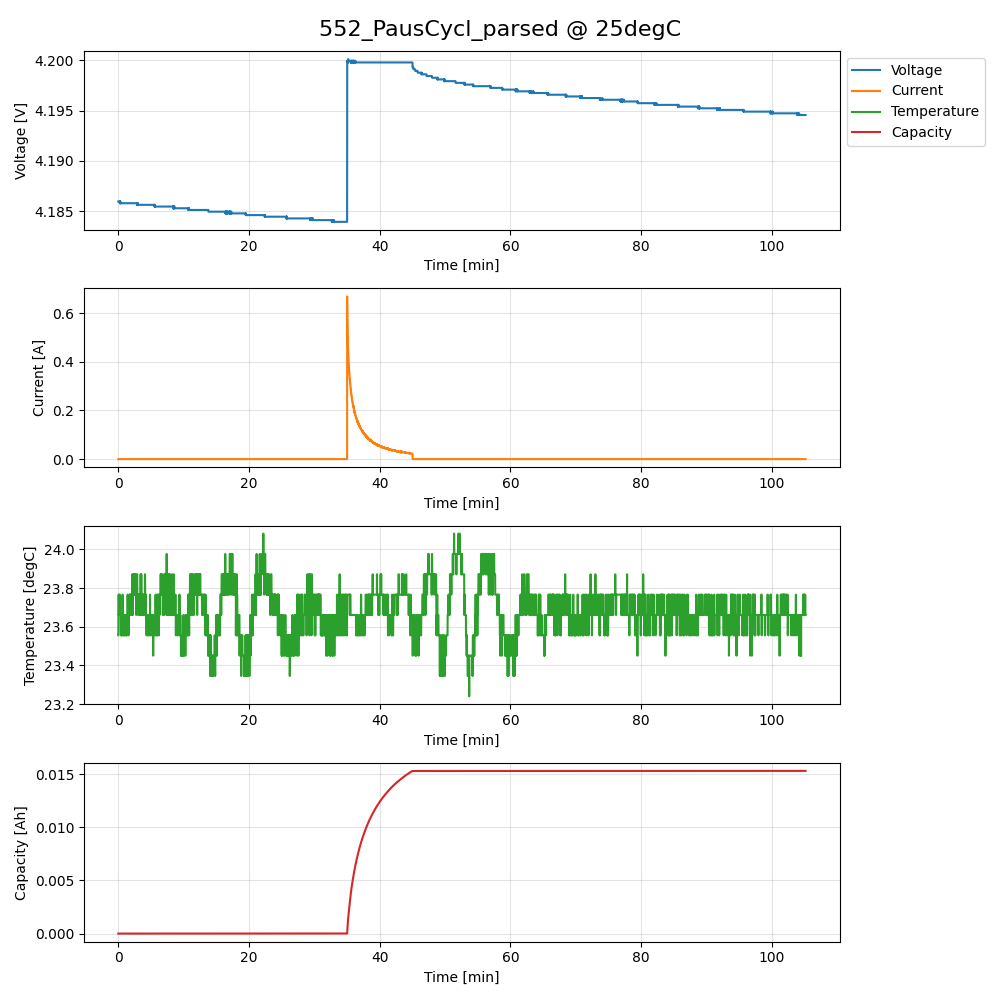 552_PausCycl_parsed @ 25degC
Voltage [V]
4.200
4.195
4.190
4.185
0 20 40 60 80 100
Time [min]
Voltage
Current
Temperature
Capacity
Current [A]
0.6
0.4
0.2
0.0
0 20 40 60 80 100
Time [min]
Temperature [degC]
24.0
23.8
23.6
23.4
23.2
0 20 40 60 80 100
Time [min]
Capacity [Ah]
0.015
0.010
0.005
0.000
0 20 40 60 80 100
Time [min]